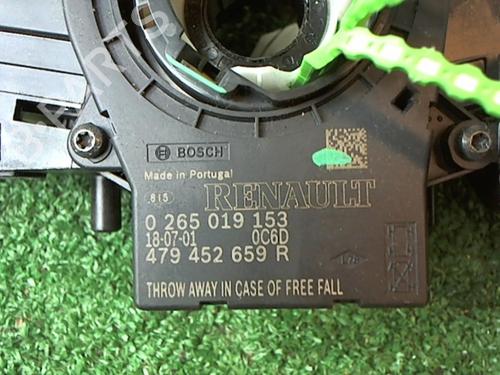 BOSCH
Made in Portugal
615
RENAULT
0 265 019 153
18-07-01 0C6D
479 452 659 R
THROW AWAY IN CASE OF FREE FALL